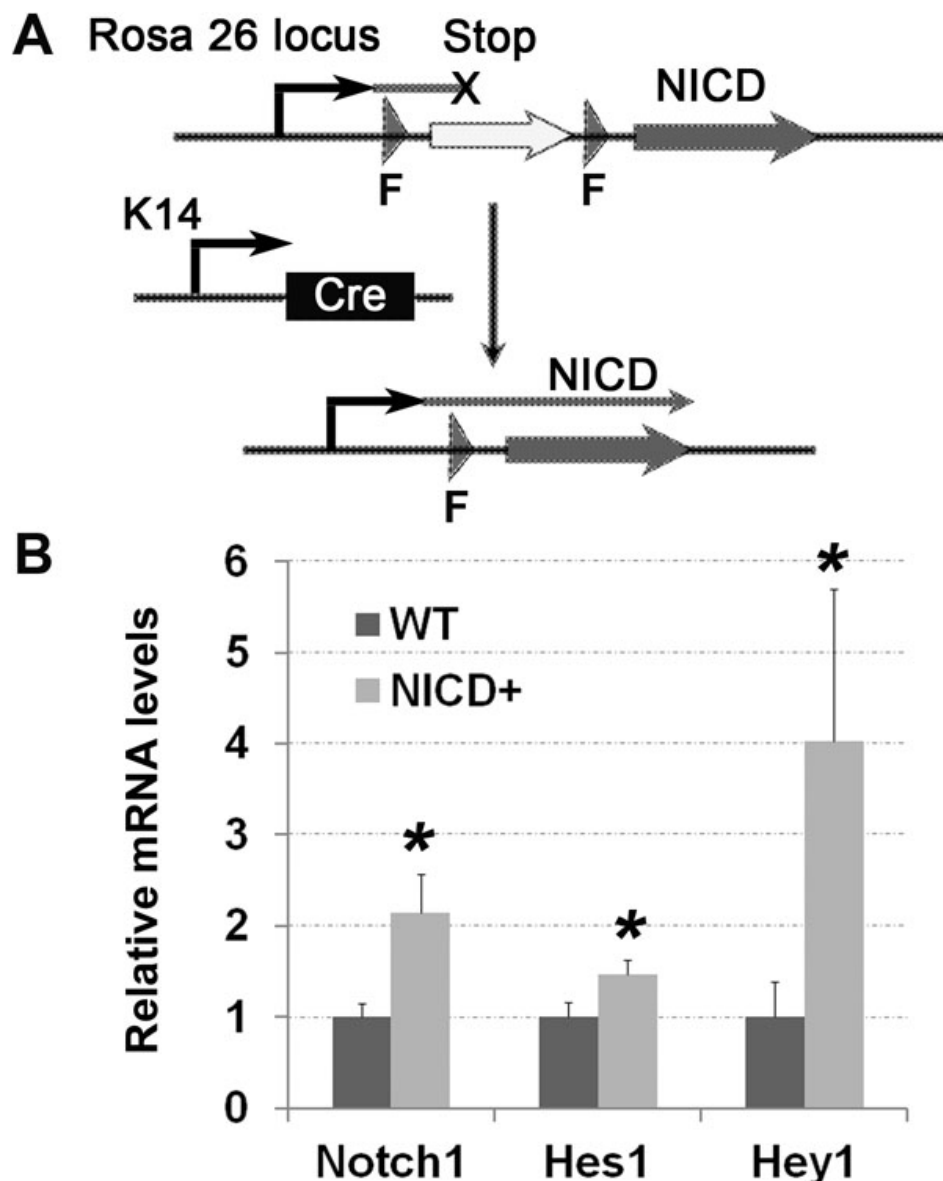 A
Rosa 26 locus
Stop
X
NICD
F
F
K14
Cre
NICD
F
B
Relative mRNA levels
6
5
4
3
2
1
0
WT
NICD+
*
*
*
Notch1
Hes1
Hey1